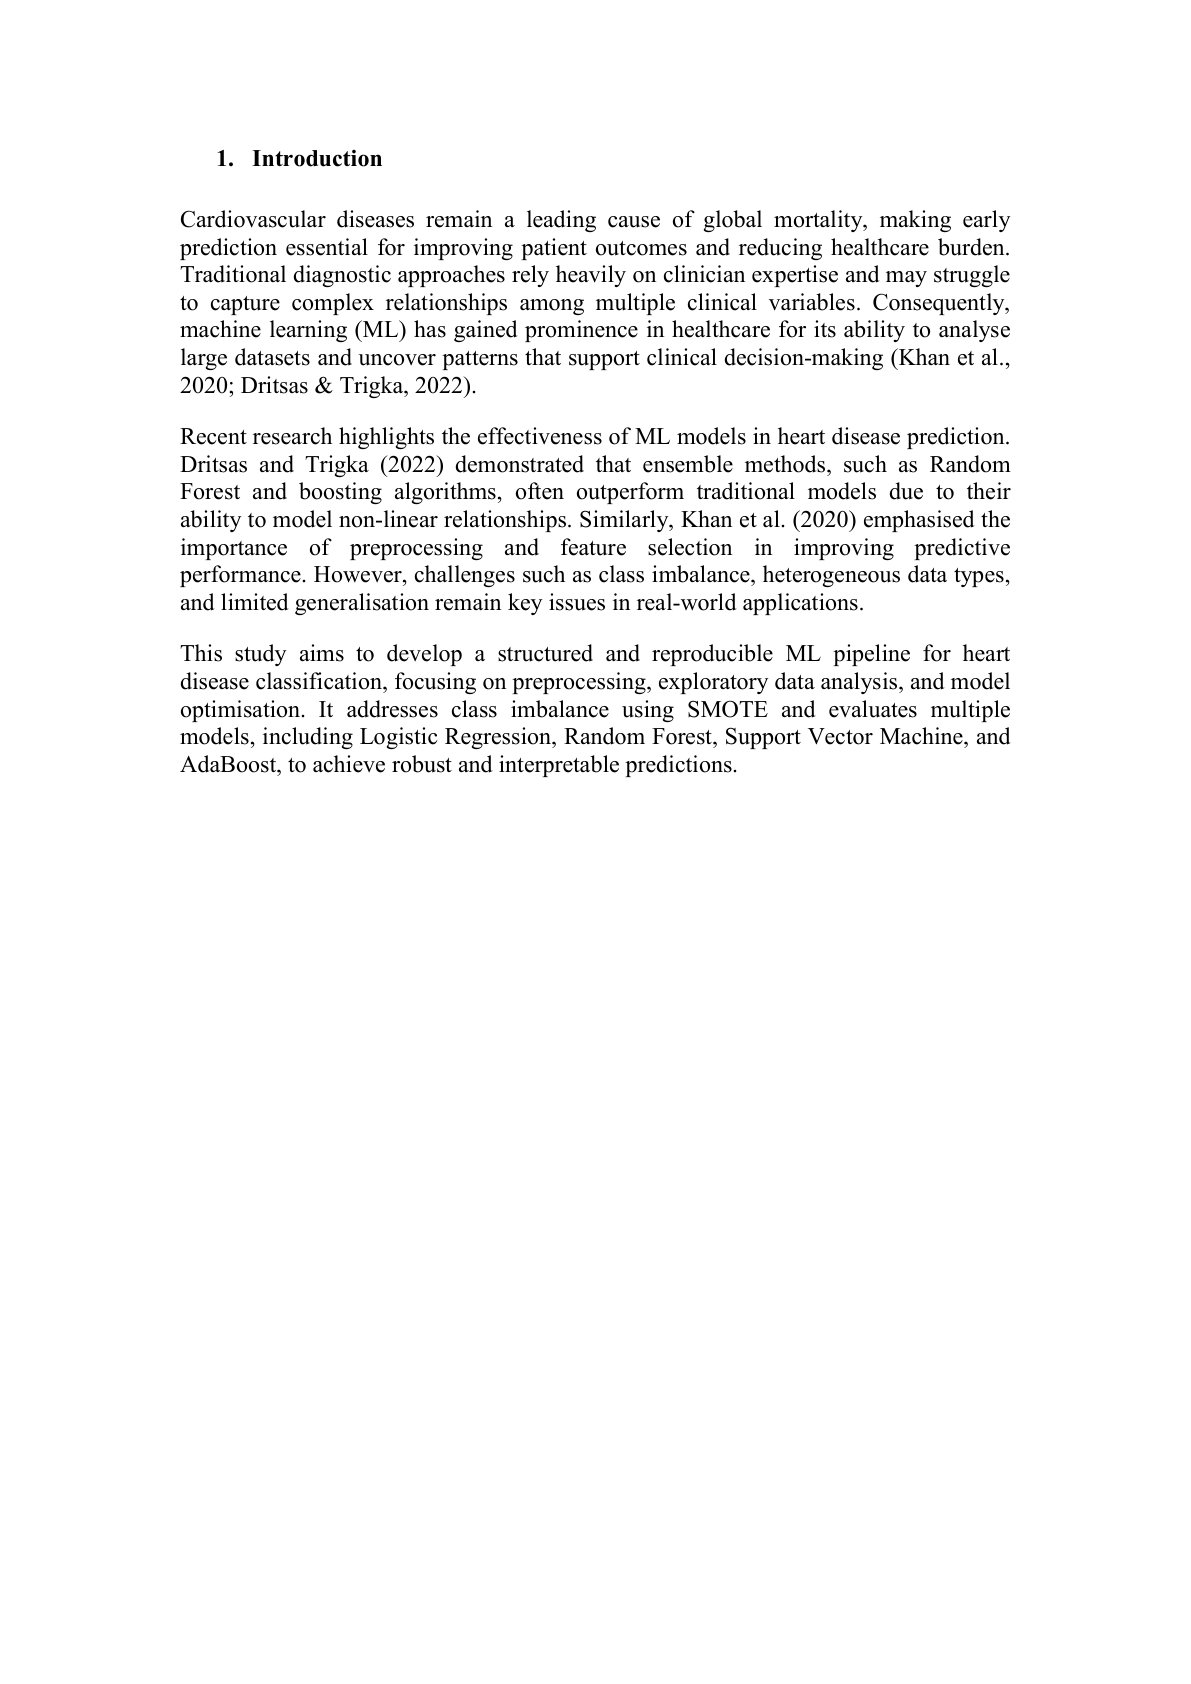 1. Introduction
Cardiovascular diseases remain a leading cause of global mortality, making early
prediction essential for improving patient outcomes and reducing healthcare burden.
Traditional diagnostic approaches rely heavily on clinician expertise and may struggle
to capture complex relationships among multiple clinical variables. Consequently,
machine learning (ML) has gained prominence in healthcare for its ability to analyse
large datasets and uncover patterns that support clinical decision-making (Khan et al.,
2020; Dritsas & Trigka, 2022).
Recent research highlights the effectiveness of ML models in heart disease prediction.
Dritsas and Trigka (2022) demonstrated that ensemble methods, such as Random
Forest and boosting algorithms, often outperform traditional models due to their
ability to model non-linear relationships. Similarly, Khan et al. (2020) emphasised the
importance of preprocessing and feature selection in improving predictive
performance. However, challenges such as class imbalance, heterogeneous data types,
and limited generalisation remain key issues in real-world applications.
This study aims to develop a structured and reproducible ML pipeline for heart
disease classification, focusing on preprocessing, exploratory data analysis, and model
optimisation. It addresses class imbalance using SMOTE and evaluates multiple
models, including Logistic Regression, Random Forest, Support Vector Machine, and
AdaBoost, to achieve robust and interpretable predictions.